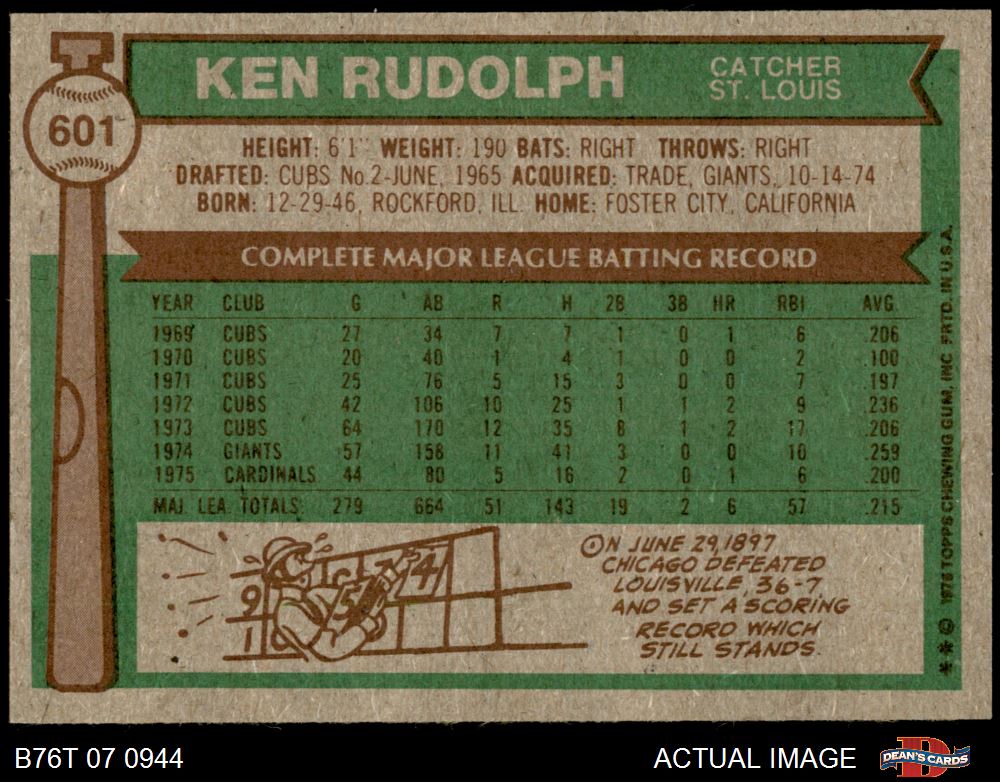 KEN RUDOLPH
CATCHER
ST. LOUIS
601
HEIGHT: 6'1" WEIGHT: 190 BATS: RIGHT THROWS: RIGHT
DRAFTED: CUBS No.2-JUNE, 1965 ACQUIRED: TRADE, GIANTS, 10-14-74
BORN: 12-29-46, ROCKFORD, ILL. HOME: FOSTER CITY, CALIFORNIA
COMPLETE MAJOR LEAGUE BATTING RECORD
YEAR CLUB G AB R H 2B 3B HR RBI AVG.
1969 CUBS 27 34 7 7 1 0 1 6 .206
1970 CUBS 20 40 1 4 1 0 0 2 .100
1971 CUBS 25 76 5 15 3 0 0 7 .197
1972 CUBS 42 106 10 25 1 1 2 9 .236
1973 CUBS 64 170 12 35 8 1 2 17 .206
1974 GIANTS 57 158 11 41 3 0 0 10 .259
1975 CARDINALS 44 80 5 16 2 0 1 6 .200
MAJ. LEA. TOTALS 279 664 51 143 19 2 6 57 .215
9
1
5
4
ON JUNE 29, 1897
CHICAGO DEFEATED
LOUISVILLE, 36-7,
AND SET A SCORING
RECORD WHICH
STILL STANDS.
** © 1976 TOPPS CHEWING GUM, INC. PRTD. IN U.S.A.
B76T 07 0944
ACTUAL IMAGE
D
DEAN'S CARDS